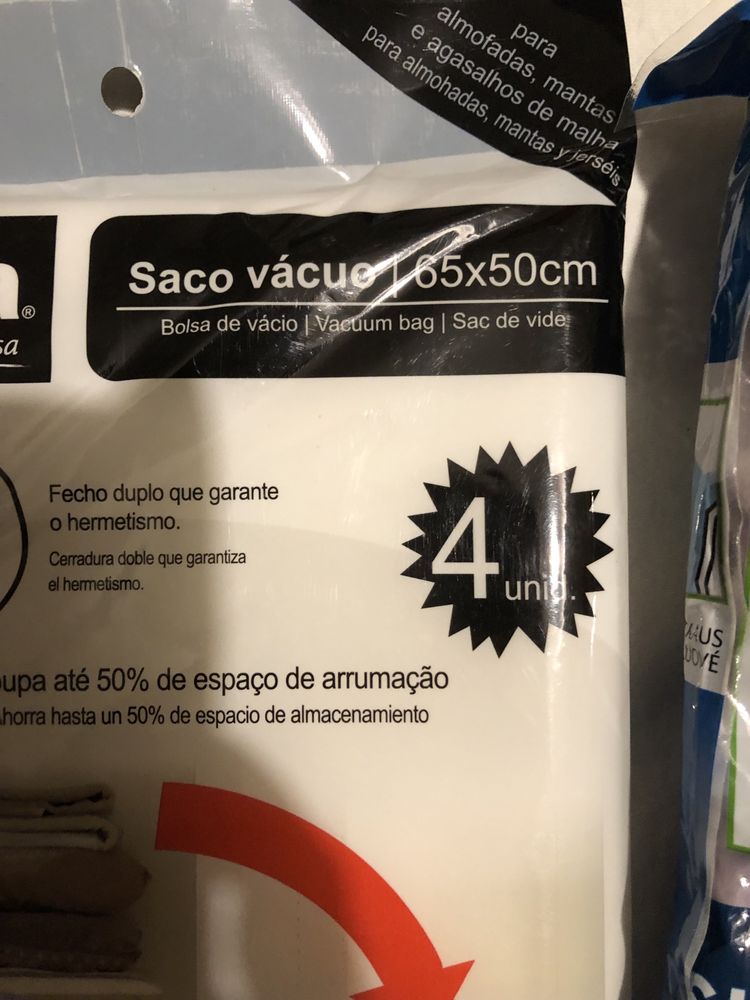 para
almofadas, mantas
e agasalhos de malha
para almohadas, mantas y jerséis
Saco vácuo | 65x50cm
®
Bolsa de vácio | Vacuum bag | Sac de vide
Fecho duplo que garante
o hermetismo.
Cerradura doble que garantiza
el hermetismo.
4
unid.
oupa até 50% de espaço de arrumação
Ahorra hasta un 50% de espacio de almacenamiento